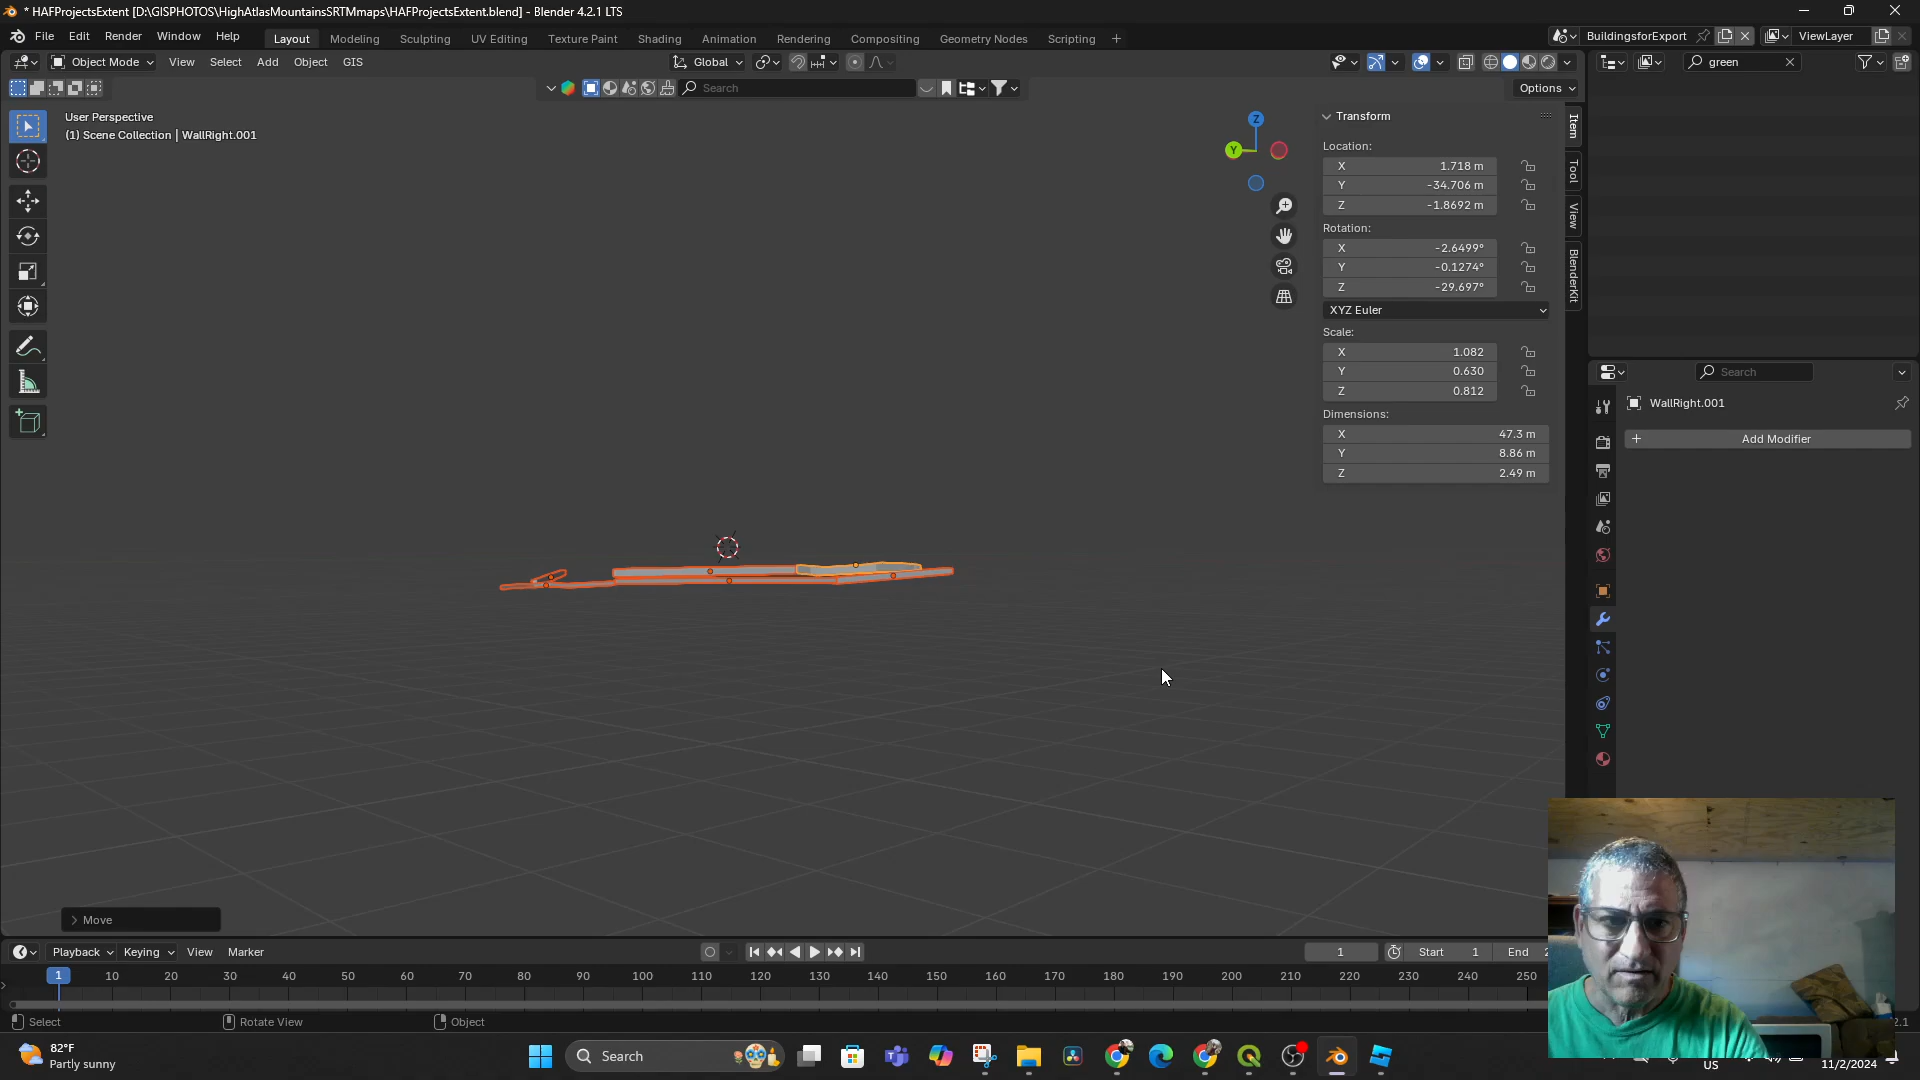 * HAFProjectsExtent [D:\GISPHOTOS\HighAtlasMountainsSRTMmaps\HAFProjectsExtent.blend] - Blender 4.2.1 LTS
File Edit Render Window Help Layout Modeling Sculpting UV Editing Texture Paint Shading Animation Rendering Compositing Geometry Nodes Scripting + BuildingsforExport ViewLayer
Object Mode View Select Add Object GIS Global green
Search Options
User Perspective
(1) Scene Collection | WallRight.001
Transform
Location:
X 1.718 m
Y -34.706 m
Z -1.8692 m
Rotation:
X -2.6499°
Y -0.1274°
Z -29.697°
XYZ Euler
Scale:
X 1.082
Y 0.630
Z 0.812
Dimensions:
X 47.3 m
Y 8.86 m
Z 2.49 m
Item
Tool
View
BlenderKit
Z
Y
Search
WallRight.001
+ Add Modifier
> Move
Playback Keying View Marker 1 Start 1 End 2
1 10 20 30 40 50 60 70 80 90 100 110 120 130 140 150 160 170 180 190 200 210 220 230 240 250
Select Rotate View Object 2.1
82°F
Partly sunny
Search
US
11/2/2024